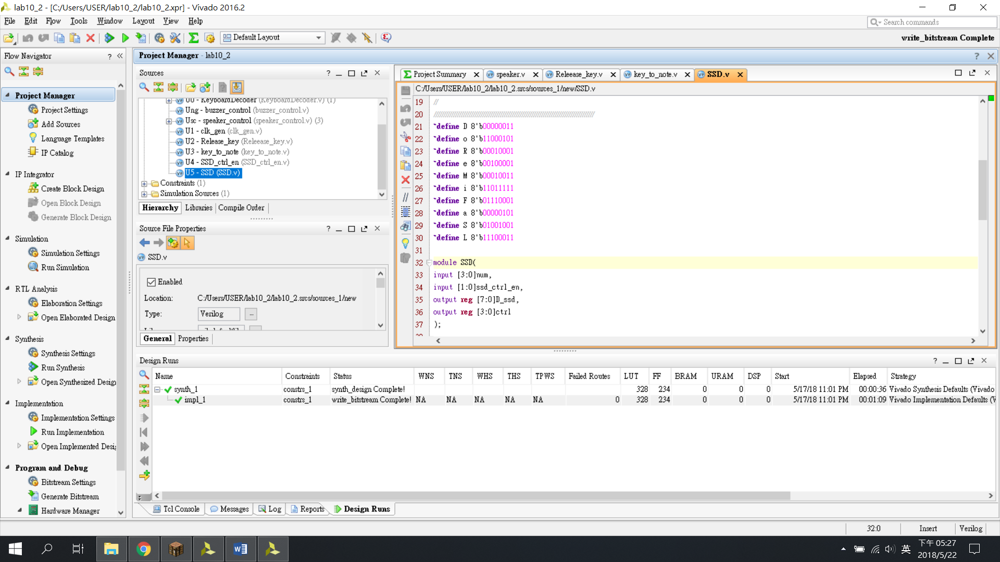 lab10_2 - [C:/Users/USER/lab10_2/lab10_2.xpr] - Vivado 2016.2
File Edit Flow Tools Window Layout View Help
Search commands
Default Layout
write_bitstream Complete
Flow Navigator
Project Manager
Project Settings
Add Sources
Language Templates
IP Catalog
IP Integrator
Create Block Design
Open Block Design
Generate Block Design
Simulation
Simulation Settings
Run Simulation
RTL Analysis
Elaboration Settings
Open Elaborated Design
Synthesis
Synthesis Settings
Run Synthesis
Open Synthesized Desig
Implementation
Implementation Settings
Run Implementation
Open Implemented Desi
Program and Debug
Bitstream Settings
Generate Bitstream
Hardware Manager
Project Manager - lab10_2
Sources
U0 - KeyboardDecoder (KeyboardDecoder.v) (1)
Ung - buzzer_control (buzzer_control.v)
Usc - speaker_control (speaker_control.v) (3)
U1 - clk_gen (clk_gen.v)
U2 - Release_key (Releease_key.v)
U3 - key_to_note (key_to_note.v)
U4 - SSD_ctrl_en (SSD_ctrl_en.v)
U5 - SSD (SSD.v)
Constraints (1)
Simulation Sources (1)
Hierarchy Libraries Compile Order
Source File Properties
SSD.v
Enabled
Location: C:/Users/USER/lab10_2/lab10_2.srcs/sources_1/new
Type: Verilog ...
General Properties
Project Summary speaker.v Releease_key.v key_to_note.v SSD.v
C:/Users/USER/lab10_2/lab10_2.srcs/sources_1/new/SSD.v
19 //
20 //////////////////////////////////////////////////////////////////////////////////
21 `define D 8'b00000011
22 `define o 8'b11000101
23 `define R 8'b00010001
24 `define e 8'b00100001
25 `define M 8'b00010011
26 `define i 8'b11011111
27 `define F 8'b01110001
28 `define a 8'b00000101
29 `define S 8'b01001001
30 `define L 8'b11100011
31
32 module SSD(
33 input [3:0]num,
34 input [1:0]ssd_ctrl_en,
35 output reg [7:0]D_ssd,
36 output reg [3:0]ctrl
37 );
Design Runs
Name Constraints Status WNS TNS WHS THS TPWS Failed Routes LUT FF BRAM URAM DSP Start Elapsed Strategy
synth_1 constrs_1 synth_design Complete! 328 234 0 0 0 5/17/18 11:01 PM 00:00:36 Vivado Synthesis Defaults (Vivado
impl_1 constrs_1 write_bitstream Complete! NA NA NA NA NA 0 328 234 0 0 0 5/17/18 11:01 PM 00:01:09 Vivado Implementation Defaults (V
Tcl Console Messages Log Reports Design Runs
32:0 Insert Verilog
英
下午 05:27
2018/5/22